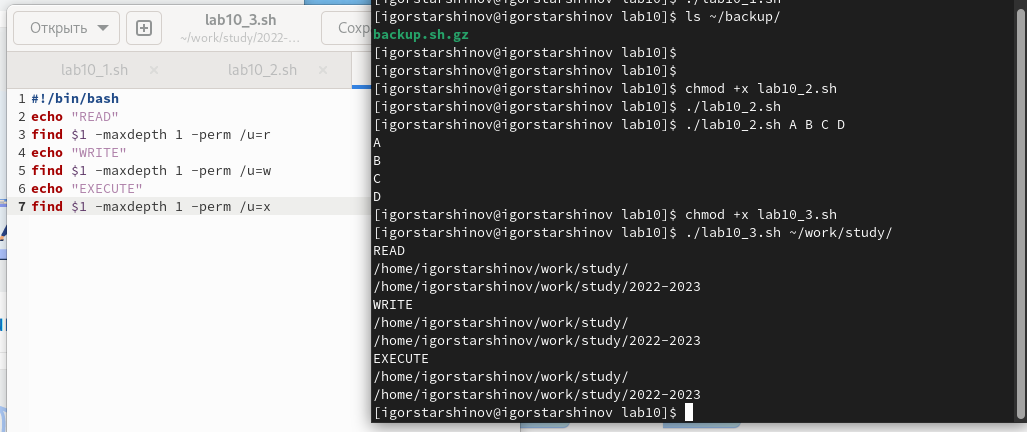 Открыть
lab10_3.sh
~/work/study/2022-...
lab10_1.sh ×
lab10_2.sh ×
1 #!/bin/bash
2 echo "READ"
3 find $1 -maxdepth 1 -perm /u=r
4 echo "WRITE"
5 find $1 -maxdepth 1 -perm /u=w
6 echo "EXECUTE"
7 find $1 -maxdepth 1 -perm /u=x
[igorstarshinov@igorstarshinov lab10]$ ./lab10_1.sh
[igorstarshinov@igorstarshinov lab10]$ ls ~/backup/
backup.sh.gz
[igorstarshinov@igorstarshinov lab10]$
[igorstarshinov@igorstarshinov lab10]$
[igorstarshinov@igorstarshinov lab10]$ chmod +x lab10_2.sh
[igorstarshinov@igorstarshinov lab10]$ ./lab10_2.sh
[igorstarshinov@igorstarshinov lab10]$ ./lab10_2.sh A B C D
A
B
C
D
[igorstarshinov@igorstarshinov lab10]$ chmod +x lab10_3.sh
[igorstarshinov@igorstarshinov lab10]$ ./lab10_3.sh ~/work/study/
READ
/home/igorstarshinov/work/study/
/home/igorstarshinov/work/study/2022-2023
WRITE
/home/igorstarshinov/work/study/
/home/igorstarshinov/work/study/2022-2023
EXECUTE
/home/igorstarshinov/work/study/
/home/igorstarshinov/work/study/2022-2023
[igorstarshinov@igorstarshinov lab10]$